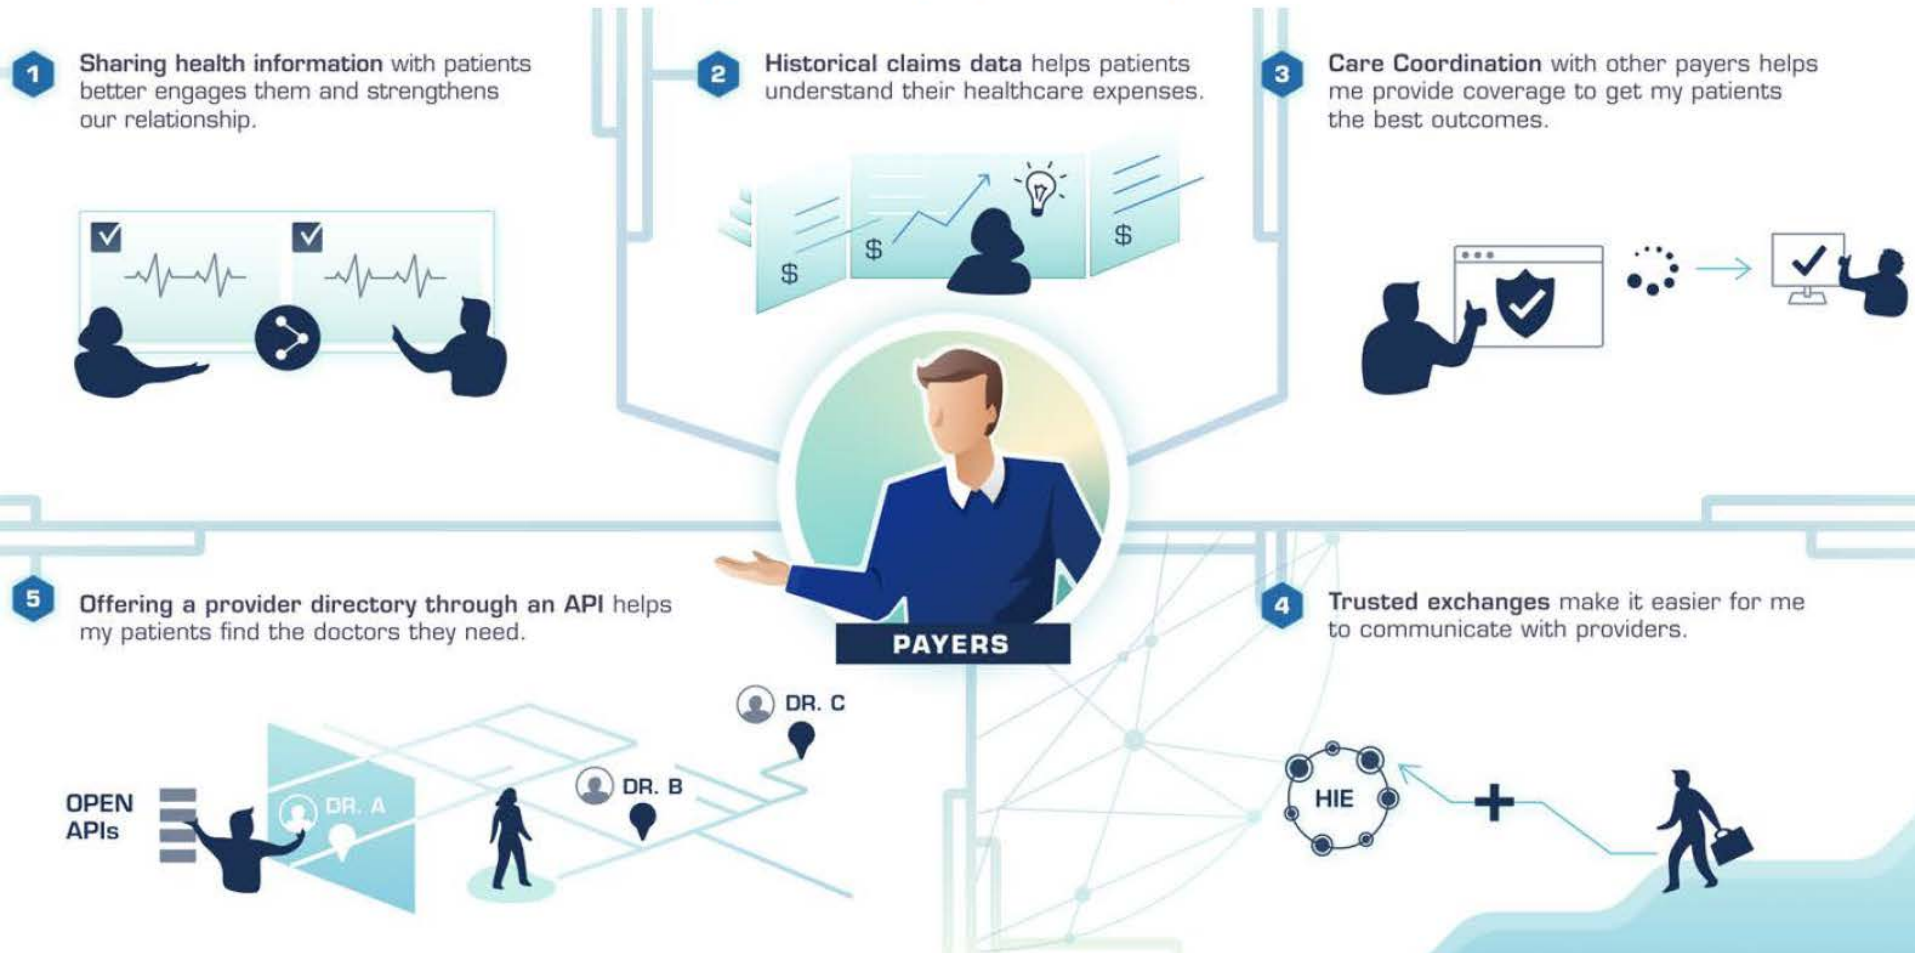 1
Sharing health information with patients
better engages them and strengthens
our relationship.
2
Historical claims data helps patients
understand their healthcare expenses.
$
$
$
3
Care Coordination with other payers helps
me provide coverage to get my patients
the best outcomes.
PAYERS
5
Offering a provider directory through an API helps
my patients find the doctors they need.
OPEN
APIs
DR. A
DR. B
DR. C
4
Trusted exchanges make it easier for me
to communicate with providers.
HIE